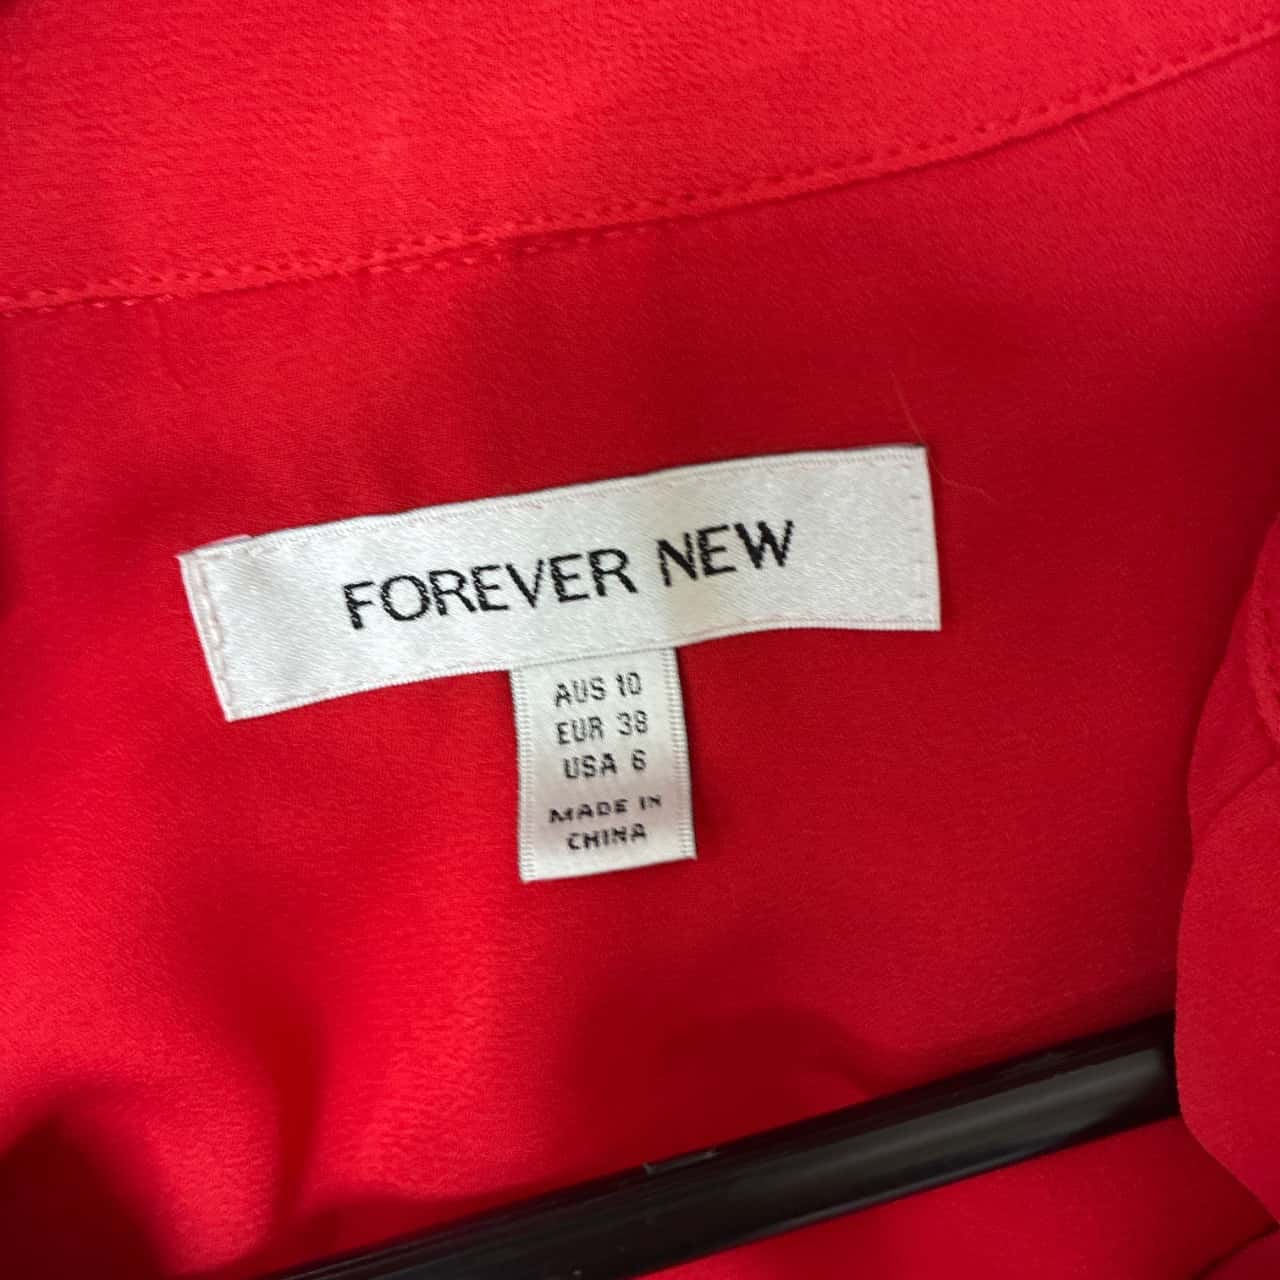 FOREVER NEW
AUS 10
EUR 38
USA 6
MADE IN
CHINA